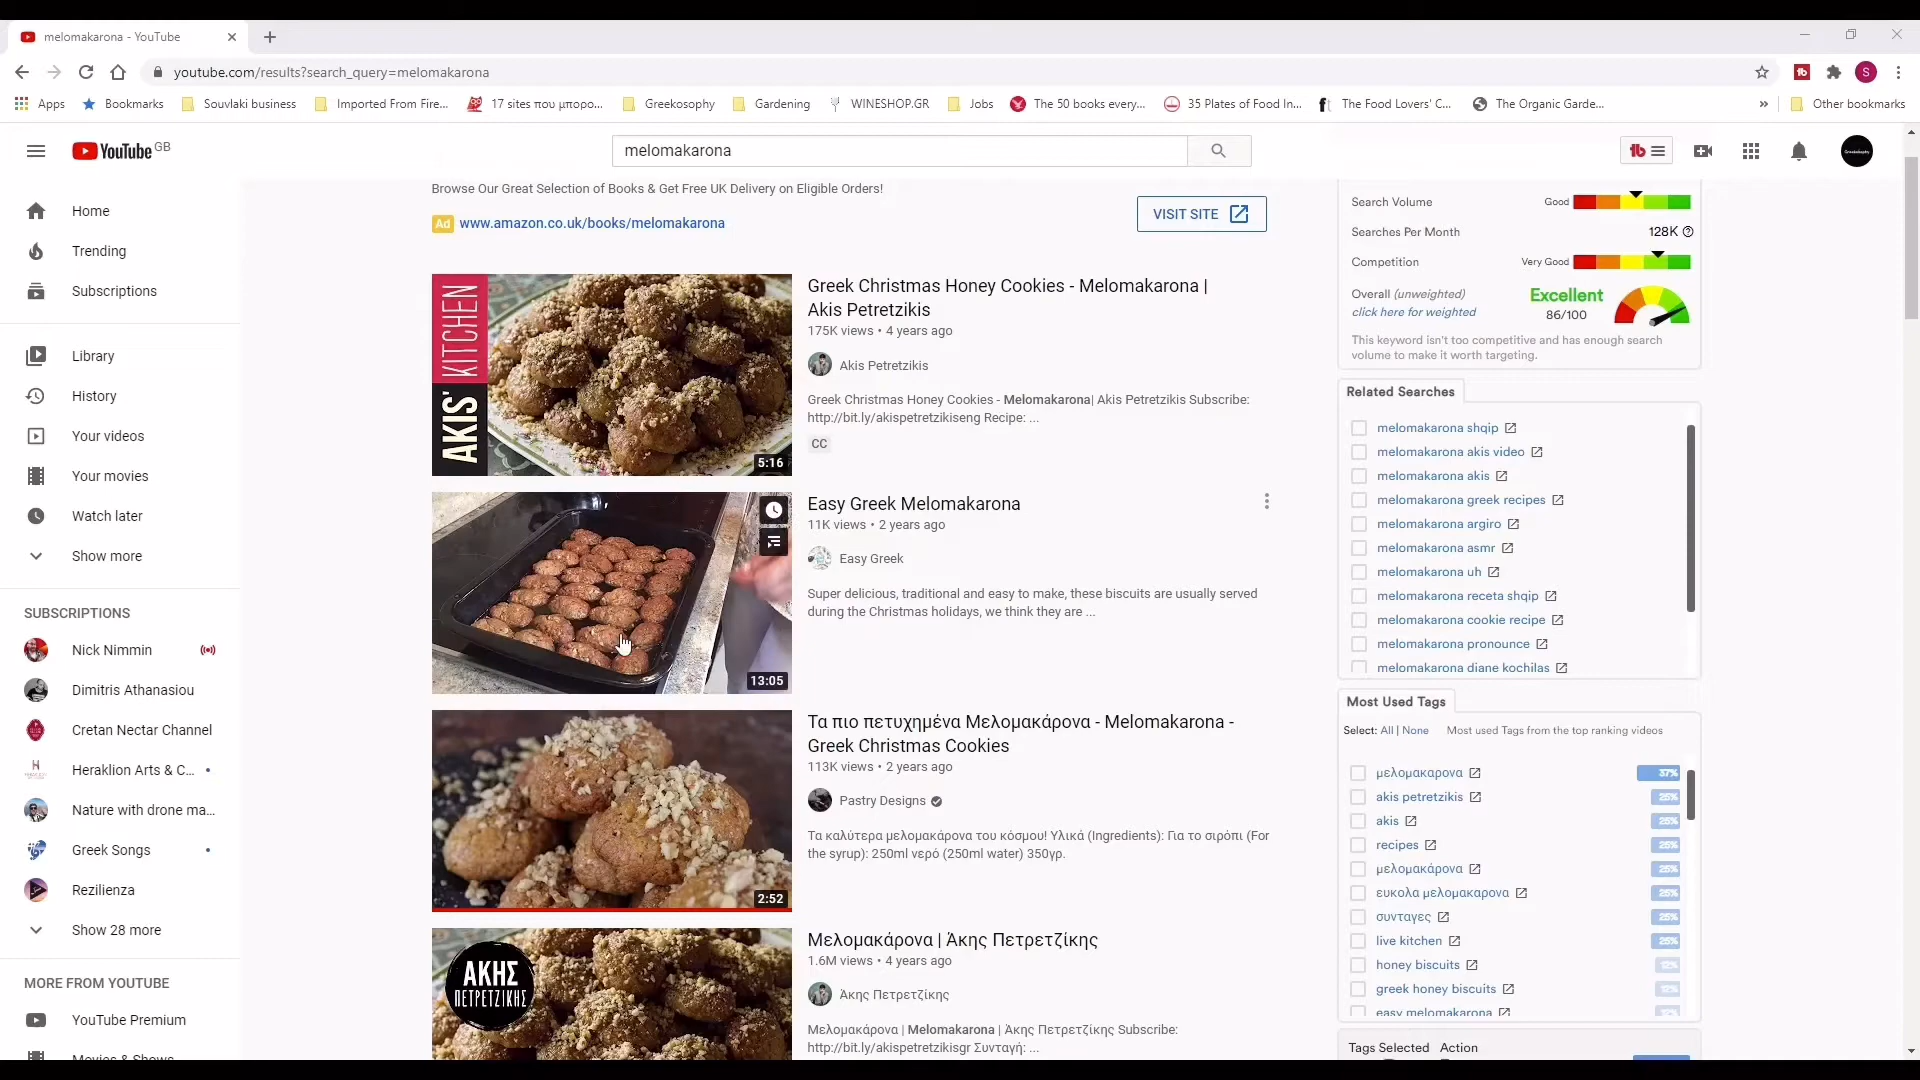 melomakarona - YouTube
youtube.com/results?search_query=melomakarona
Apps
Bookmarks
Souvlaki business
Imported From Fire...
17 sites που μπορο...
Greekosophy
Gardening
WINESHOP.GR
Jobs
The 50 books every...
35 Plates of Food In...
The Food Lovers' C...
The Organic Garde...
»
Other bookmarks
YouTube GB
melomakarona
Home
Trending
Subscriptions
Library
History
Your videos
Your movies
Watch later
Show more
SUBSCRIPTIONS
Nick Nimmin
Dimitris Athanasiou
Cretan Nectar Channel
Heraklion Arts & C...
Nature with drone ma...
Greek Songs
Rezilienza
Show 28 more
MORE FROM YOUTUBE
YouTube Premium
Movies & Shows
Browse Our Great Selection of Books & Get Free UK Delivery on Eligible Orders!
Ad www.amazon.co.uk/books/melomakarona
VISIT SITE
AKIS' KITCHEN
5:16
Greek Christmas Honey Cookies - Melomakarona |
Akis Petretzikis
175K views • 4 years ago
Akis Petretzikis
Greek Christmas Honey Cookies - Melomakarona| Akis Petretzikis Subscribe:
http://bit.ly/akispetretzikiseng Recipe: ...
CC
13:05
Easy Greek Melomakarona
11K views • 2 years ago
Easy Greek
Super delicious, traditional and easy to make, these biscuits are usually served
during the Christmas holidays, we think they are ...
2:52
Τα πιο πετυχημένα Μελομακάρονα - Melomakarona -
Greek Christmas Cookies
113K views • 2 years ago
Pastry Designs
Τα καλύτερα μελομακάρονα του κόσμου! Υλικά (Ingredients): Για το σιρόπι (For
the syrup): 250ml νερό (250ml water) 350γρ.
ΑΚΗΣ
ΠΕΤΡΕΤΖΙΚΗΣ
Μελομακάρονα | Άκης Πετρετζίκης
1.6M views • 4 years ago
Άκης Πετρετζίκης
Μελομακάρονα | Melomakarona | Άκης Πετρετζίκης Subscribe:
http://bit.ly/akispetretzikisgr Συνταγή: ...
Search Volume Good
Searches Per Month 128K
Competition Very Good
Overall (unweighted) Excellent
click here for weighted 86/100
This keyword isn't too competitive and has enough search
volume to make it worth targeting.
Related Searches
melomakarona shqip
melomakarona akis video
melomakarona akis
melomakarona greek recipes
melomakarona argiro
melomakarona asmr
melomakarona uh
melomakarona receta shqip
melomakarona cookie recipe
melomakarona pronounce
melomakarona diane kochilas
Most Used Tags
Select: All | None Most used Tags from the top ranking videos
μελομακαρονα 37%
akis petretzikis 25%
akis 25%
recipes 25%
μελομακάρονα 25%
ευκολα μελομακαρονα 25%
συνταγες 25%
live kitchen 25%
honey biscuits 12%
greek honey biscuits 12%
easy melomakarona 12%
Tags Selected Action